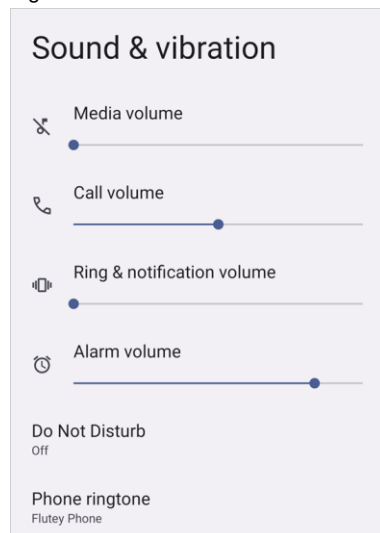 Sound & vibration
Media volume
Call volume
Ring & notification volume
Alarm volume
Do Not Disturb
Off
Phone ringtone
Flutey Phone